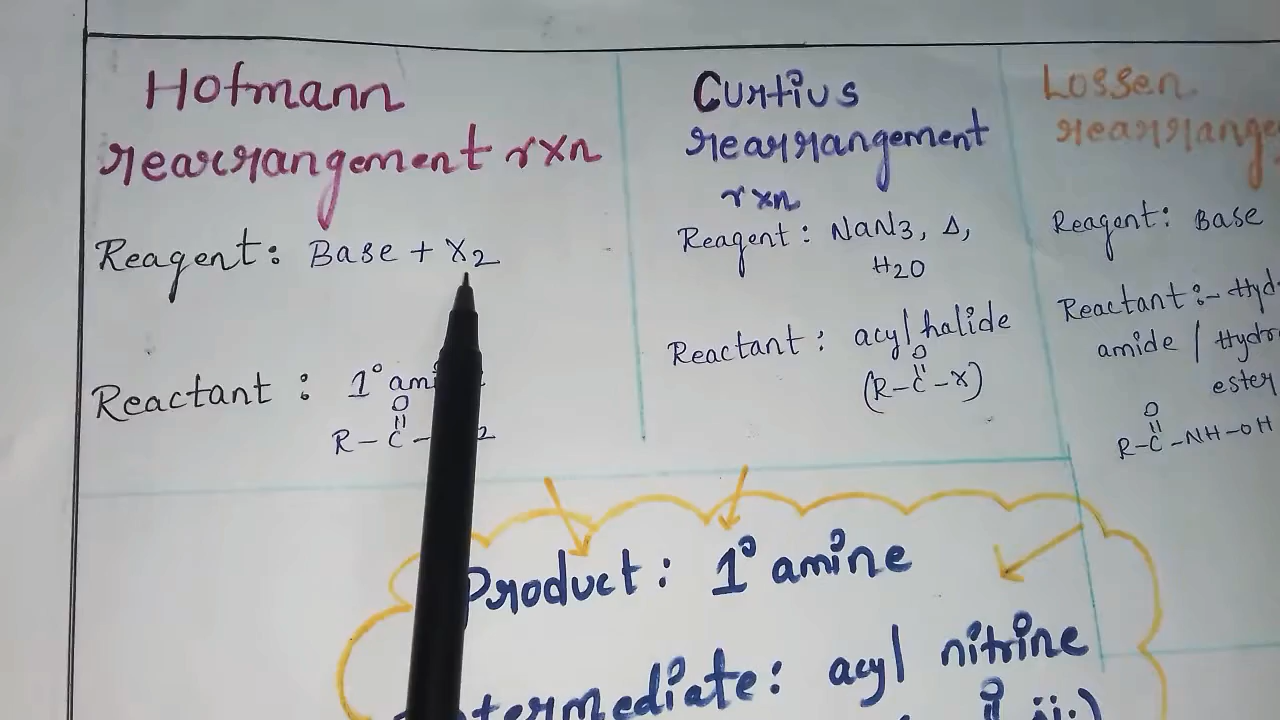 Hofmann
rearrangement rxn
Reagent: Base + X2
Reactant : 1° 
O
||
R - C -
Curtius
rearrangement
rxn
Reagent : NaN3, Δ,
H2O
Reactant : acyl halide
O
||
(R-C-X)
Lossen
Reagent: Base
Reactant :-
amide /
ester
O
||
R-C-NH-OH
Product : 1° amine
acyl nitrine